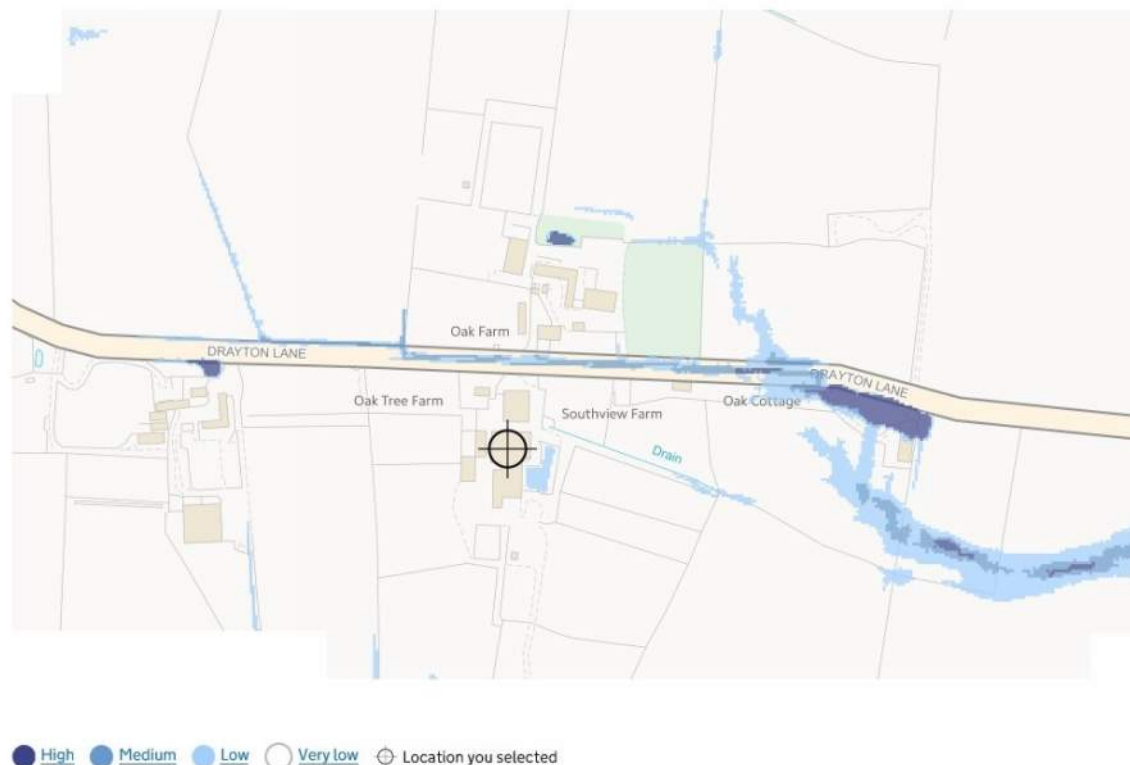 Oak Farm
DRAYTON LANE
DRAYTON LANE
Oak Tree Farm
Oak Cottage
Southview Farm
Drain
High Medium Low Very low Location you selected